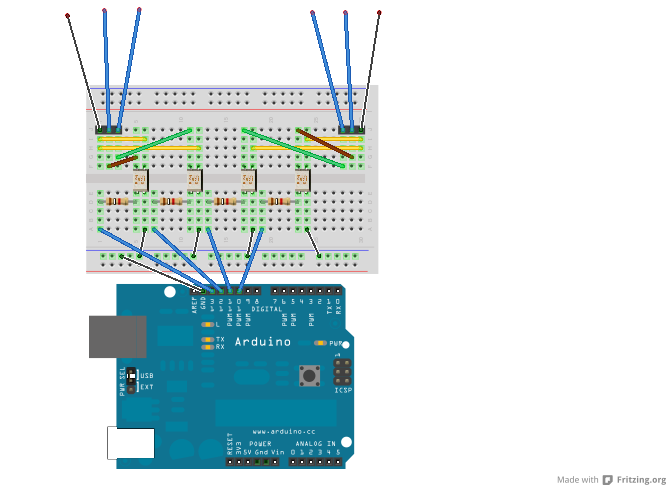 AREF
GND
13
12
PWM 11
PWM 10
PWM 9
8
7
PWM 6
PWM 5
4
PWM 3
2
TX 1
RX 0
DIGITAL
L
TX
RX
Arduino
PWR
PWR SEL
USB
EXT
1
ICSP
www.arduino.cc
POWER
ANALOG IN
RESET
3V3
5V Gnd Vin
0 1 2 3 4 5
Made with Fritzing.org